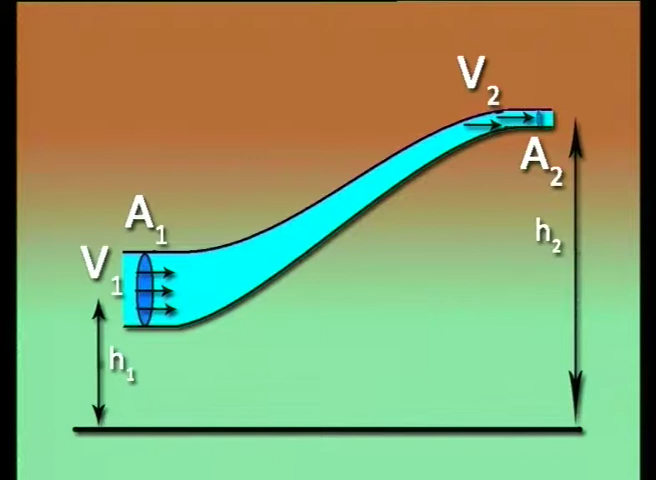 V₂
A₂
A₁
V₁
h₂
h₁